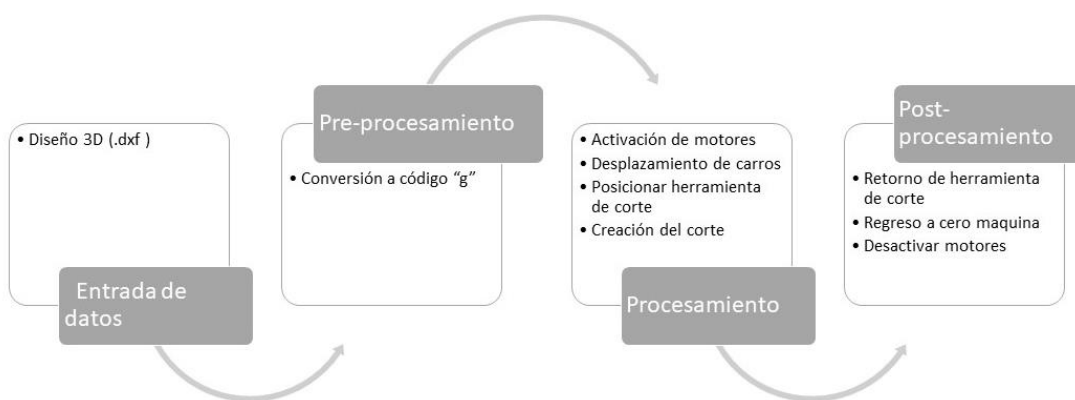 • Diseño 3D (.dxf )
Entrada de
datos
Pre-procesamiento
• Conversión a código “g”
• Activación de motores
• Desplazamiento de carros
• Posicionar herramienta
de corte
• Creación del corte
Procesamiento
Post-
procesamiento
• Retorno de herramienta
de corte
• Regreso a cero maquina
• Desactivar motores